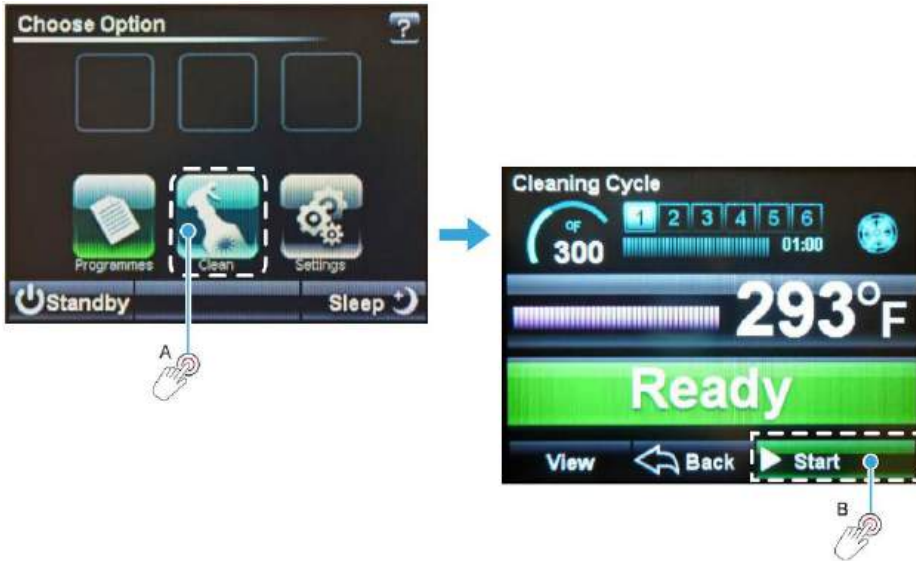 Choose Option
?
Programmes
Clean
Settings
Standby
Sleep
A
Cleaning Cycle
°F
300
1 2 3 4 5 6
01:00
293°F
Ready
View
Back
Start
B